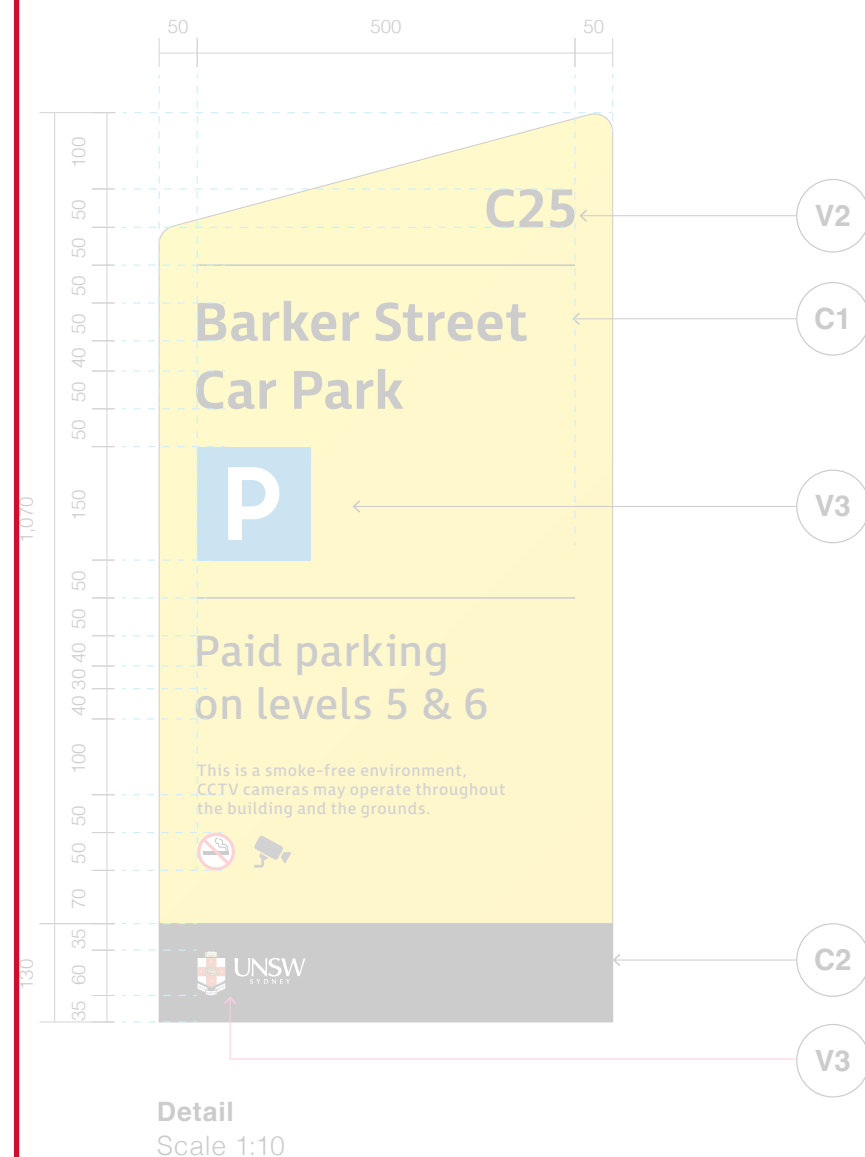 50 500 50
100
50
50
50
50
40
50
50
150
50
50
40
30
40
100
50
50
70
35
60
35
1,070
130
C25
Barker Street
Car Park
P
Paid parking
on levels 5 & 6
This is a smoke-free environment,
CCTV cameras may operate throughout
the building and the grounds.
UNSW
SYDNEY
V2
C1
V3
C2
V3
Detail
Scale 1:10